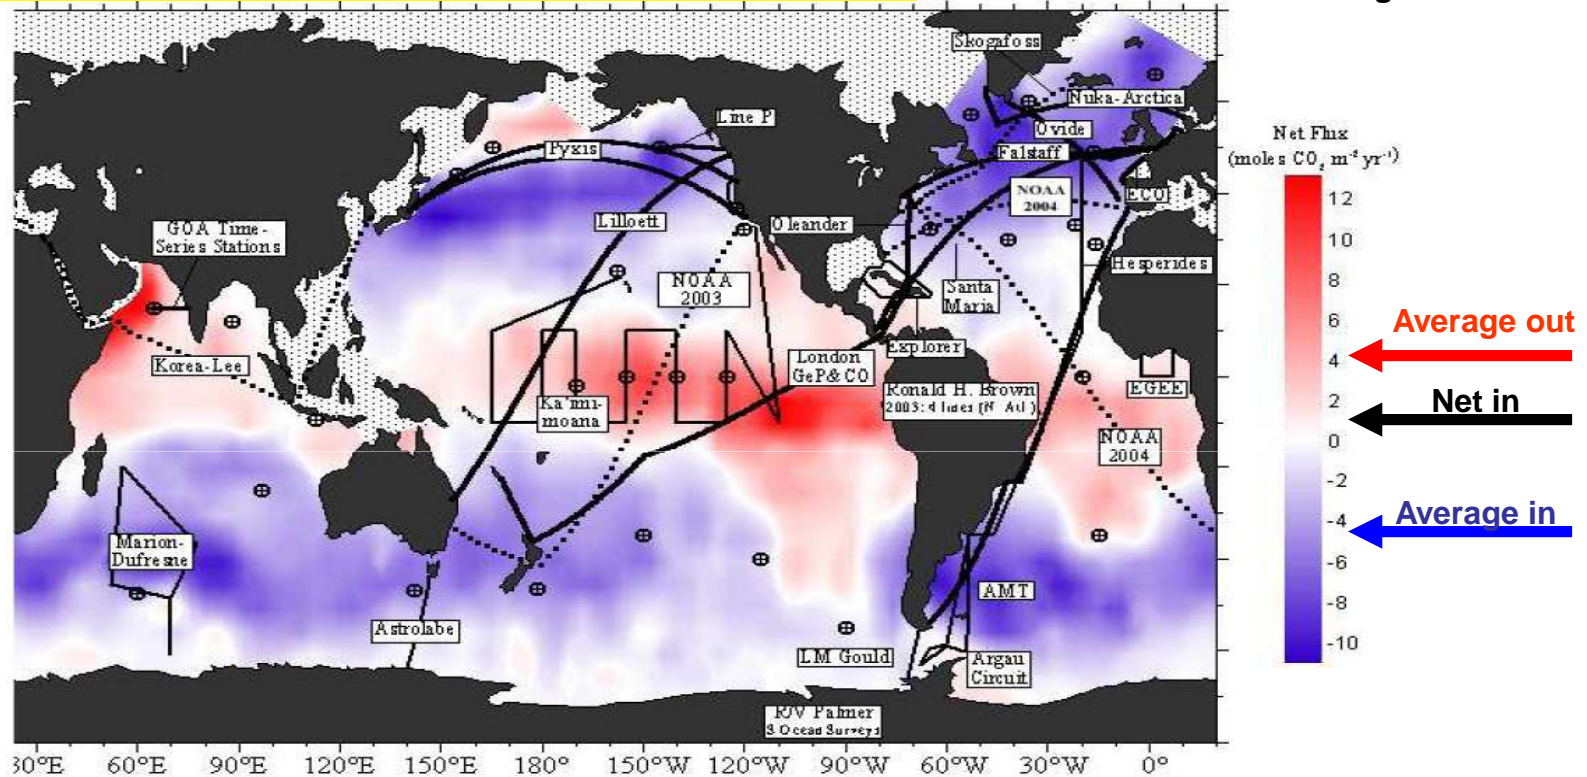 Skogafoss
Nuka-Arctica
Line P
Ovide
Pyxis
Falstaff
Net Flux
(moles CO₂ m⁻² yr⁻¹)
NOAA
2004
ECO
Lilloett
Oleander
GOA Time-
Series Stations
Hesperides
NOAA
2003
Santa
Maria
Explorer
Korea-Lee
London
GeP&CO
EGEE
Ronald H. Brown
2003: 4 lines (N Atl)
Ka'imi-
moana
NOAA
2004
Marion-
Dufresne
AMT
Astrolabe
LM Gould
Argau
Circuit
R/V Palmer
S Ocean Surveys
12
10
8
6
4
2
0
-2
-4
-6
-8
-10
Average out
Net in
Average in
30°E 60°E 90°E 120°E 150°E 180° 150°W 120°W 90°W 60°W 30°W 0°